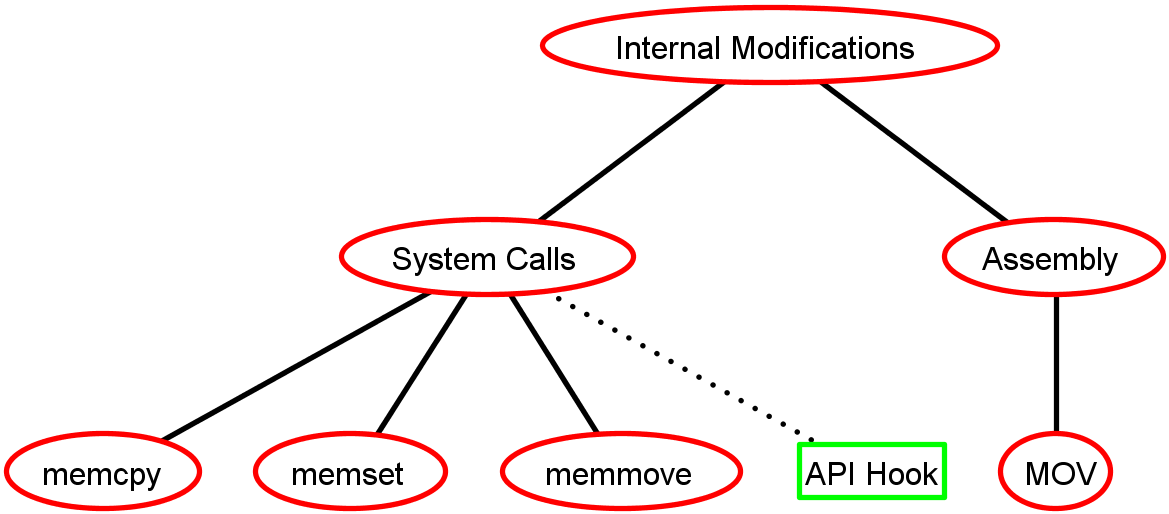 Internal Modifications
System Calls
Assembly
memcpy
memset
memmove
API Hook
MOV